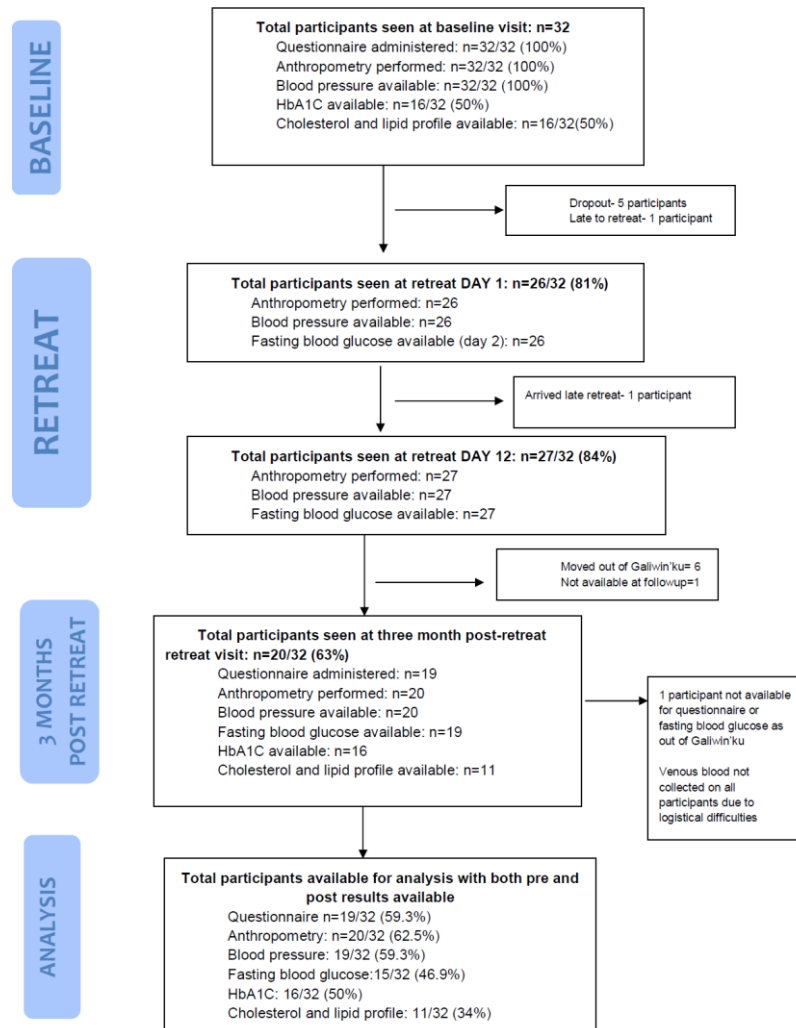 BASELINE
Total participants seen at baseline visit: n=32
Questionnaire administered: n=32/32 (100%)
Anthropometry performed: n=32/32 (100%)
Blood pressure available: n=32/32 (100%)
HbA1C available: n=16/32 (50%)
Cholesterol and lipid profile available: n=16/32(50%)
Dropout- 5 participants
Late to retreat- 1 participant
RETREAT
Total participants seen at retreat DAY 1: n=26/32 (81%)
Anthropometry performed: n=26
Blood pressure available: n=26
Fasting blood glucose available (day 2): n=26
Arrived late retreat- 1 participant
Total participants seen at retreat DAY 12: n=27/32 (84%)
Anthropometry performed: n=27
Blood pressure available: n=27
Fasting blood glucose available: n=27
Moved out of Galiwin'ku= 6
Not available at followup=1
3 MONTHS
POST RETREAT
Total participants seen at three month post-retreat
retreat visit: n=20/32 (63%)
Questionnaire administered: n=19
Anthropometry performed: n=20
Blood pressure available: n=20
Fasting blood glucose available: n=19
HbA1C available: n=16
Cholesterol and lipid profile available: n=11
1 participant not available
for questionnaire or
fasting blood glucose as
out of Galiwin'ku
Venous blood not
collected on all
participants due to
logistical difficulties
ANALYSIS
Total participants available for analysis with both pre and
post results available
Questionnaire n=19/32 (59.3%)
Anthropometry: n=20/32 (62.5%)
Blood pressure: 19/32 (59.3%)
Fasting blood glucose:15/32 (46.9%)
HbA1C: 16/32 (50%)
Cholesterol and lipid profile: 11/32 (34%)